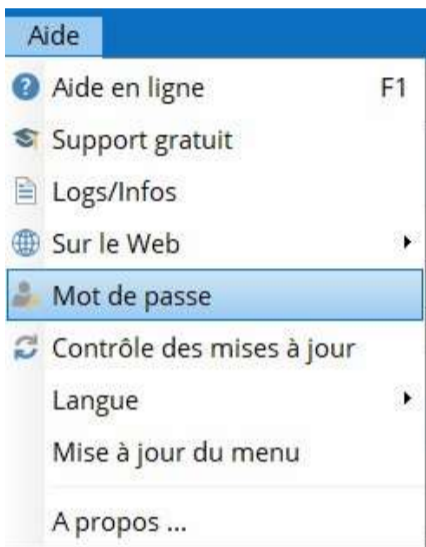 Aide
Aide en ligne F1
Support gratuit
Logs/Infos
Sur le Web
Mot de passe
Contrôle des mises à jour
Langue
Mise à jour du menu
A propos ...